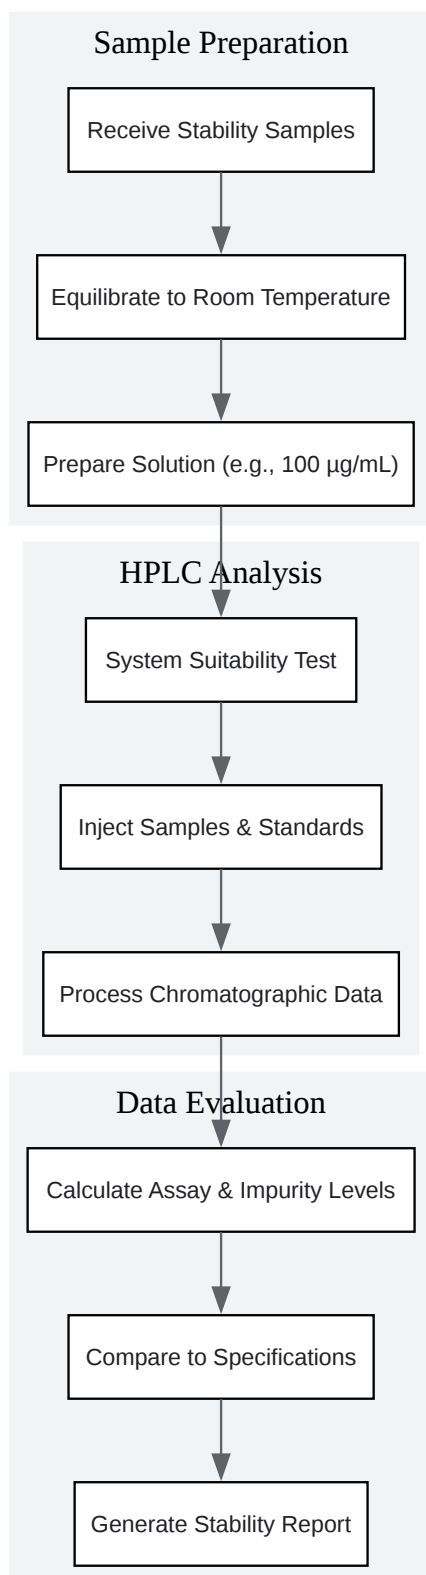 Sample Preparation
Receive Stability Samples
Equilibrate to Room Temperature
Prepare Solution (e.g., 100 µg/mL)
HPLC Analysis
System Suitability Test
Inject Samples & Standards
Process Chromatographic Data
Data Evaluation
Calculate Assay & Impurity Levels
Compare to Specifications
Generate Stability Report